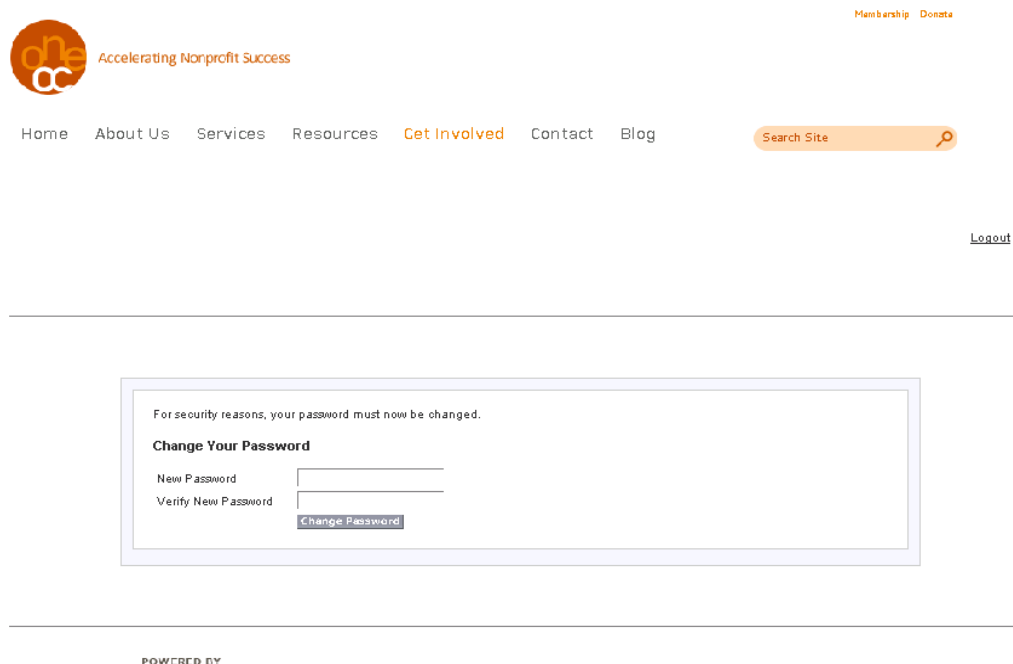 Membership Donate
one
OC
Accelerating Nonprofit Success
Home About Us Services Resources Get Involved Contact Blog
Search Site
Logout
For security reasons, your password must now be changed.
Change Your Password
New Password
Verify New Password
Change Password
POWERED BY